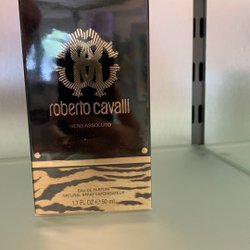 roberto cavalli
NERO ASSOLUTO
EAU DE PARFUM
NATURAL SPRAY VAPORISATEUR
1.7 FL OZ e 50 ml